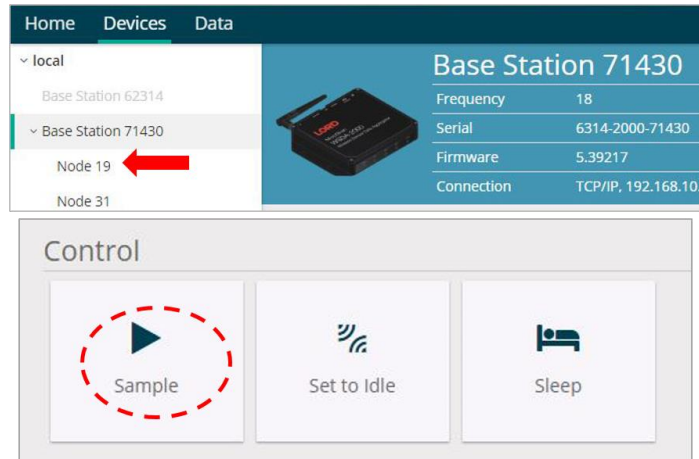 Home Devices Data
local
Base Station 62314
Base Station 71430
Node 19
Node 31
LORD
Base Station 71430
Frequency 18
Serial 6314-2000-71430
Firmware 5.39217
Connection TCP/IP, 192.168.10
Control
Sample Set to Idle Sleep